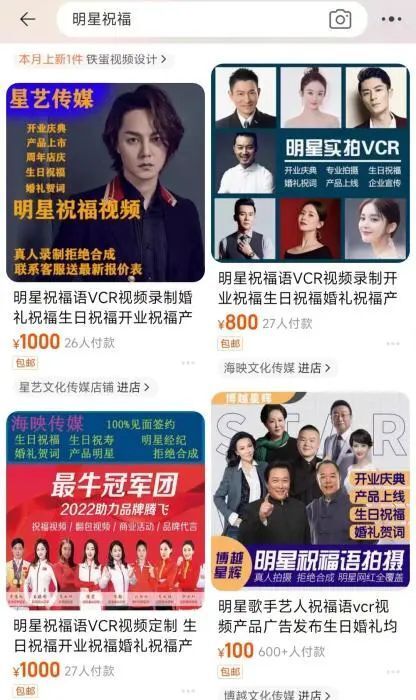 明星祝福
本月上新1件 铁蛋视频设计>
星艺传媒
开业庆典
产品上市
周年店庆
生日祝福
婚礼贺词
明星祝福视频
真人录制拒绝合成
联系客服送最新报价表
明星祝福语VCR视频录制婚
礼祝福生日祝福开业祝福产
¥1000 26人付款
包邮
星艺文化传媒店铺 进店>
明星实拍VCR
开业庆典 专业拍摄 生日祝福
婚礼祝词 产品上线 企业宣传
明星祝福语VCR视频录制开
业祝福生日祝福婚礼祝福产
¥800 27人付款
包邮
海映文化传媒 进店>
海映传媒 100%见面签约
生日祝福 生日祝寿 明星经纪
婚礼贺词 产品明星 拒绝合成
最牛冠军团
2022助力品牌腾飞
祝福视频 / 翻包视频 / 商业活动 / 品牌代言
明星祝福语VCR视频定制 生
日祝福开业祝福婚礼祝福产
¥1000 27人付款
包邮
博越星辉
STAR
开业庆典
产品上线
生日祝福
婚礼贺词
博越
星辉
明星祝福语拍摄
真人拍摄 拒绝合成 明星网红全覆盖
明星歌手艺人祝福语vcr视
频产品广告发布生日婚礼均
¥100 600+人付款
包邮
博越文化传媒 进店>